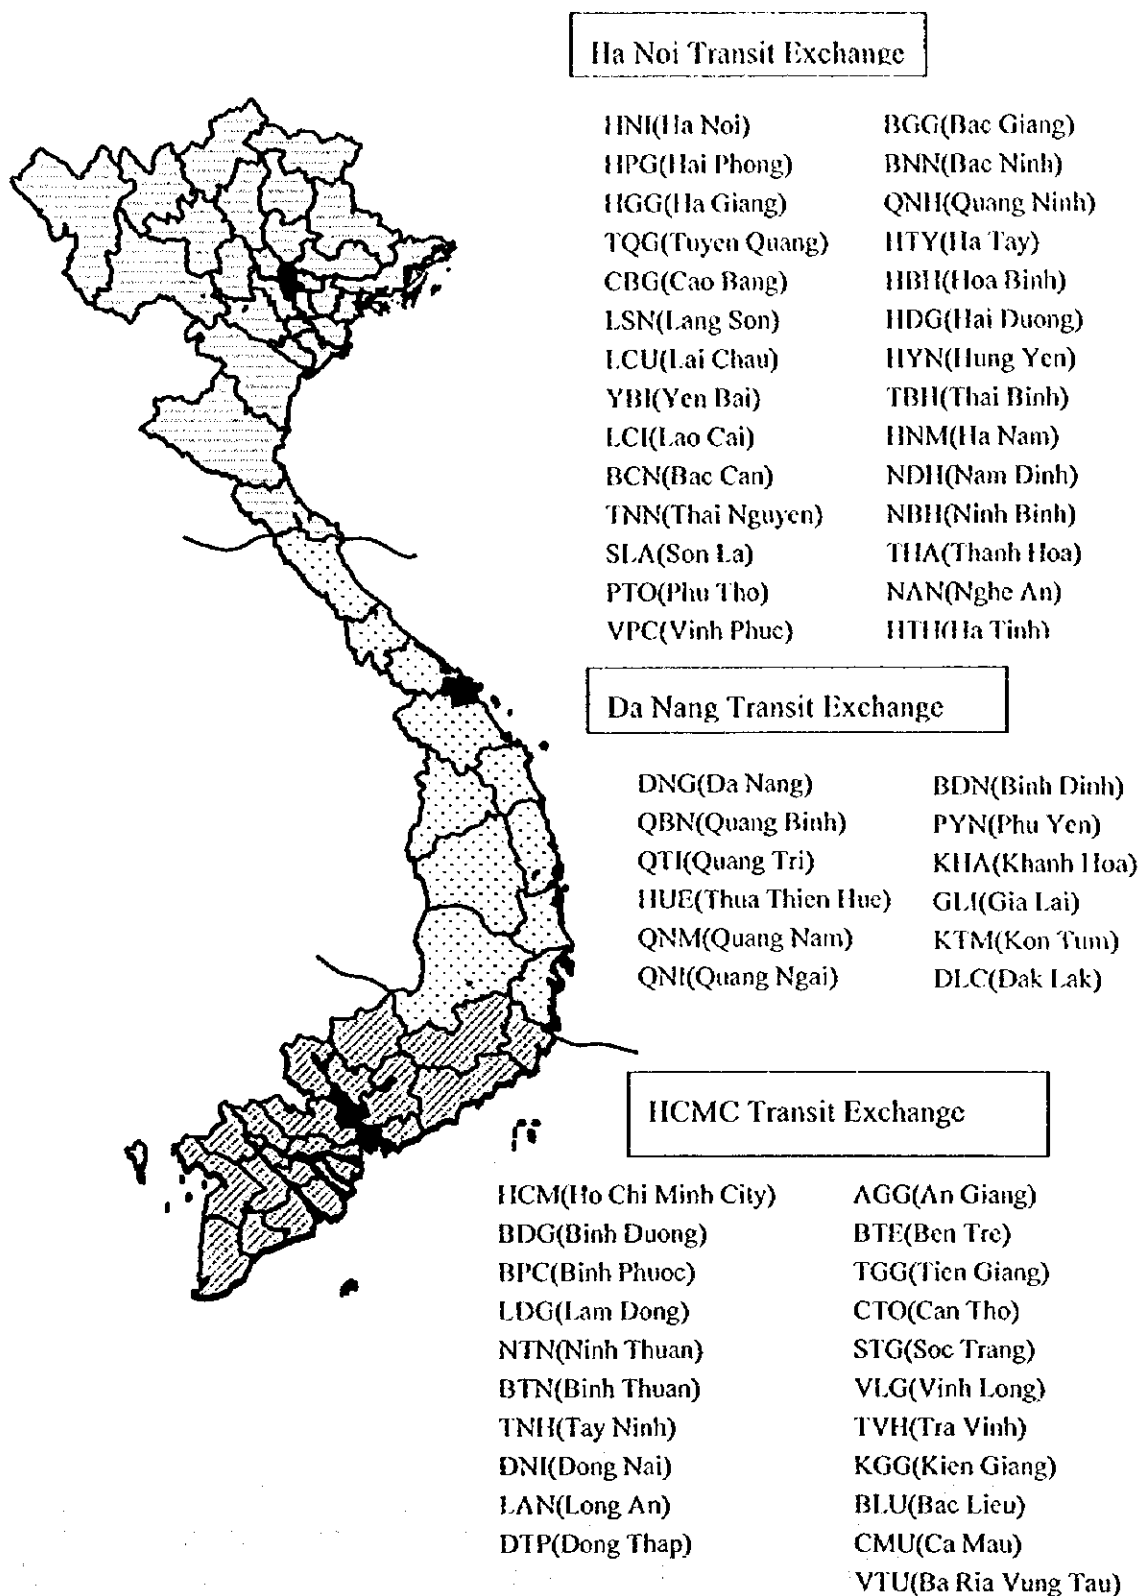 Ha Noi Transit Exchange
HNI(Ha Noi)
HPG(Hai Phong)
HGG(Ha Giang)
TQG(Tuyen Quang)
CBG(Cao Bang)
LSN(Lang Son)
LCU(Lai Chau)
YBI(Yen Bai)
LCI(Lao Cai)
BCN(Bac Can)
TNN(Thai Nguyen)
SLA(Son La)
PTO(Phu Tho)
VPC(Vinh Phuc)
BGG(Bac Giang)
BNN(Bac Ninh)
QNH(Quang Ninh)
HTY(Ha Tay)
HBH(Hoa Binh)
HDG(Hai Duong)
HYN(Hung Yen)
TBH(Thai Binh)
HNM(Ha Nam)
NDH(Nam Dinh)
NBH(Ninh Binh)
THA(Thanh Hoa)
NAN(Nghe An)
HTH(Ha Tinh)
Da Nang Transit Exchange
DNG(Da Nang)
QBN(Quang Binh)
QTI(Quang Tri)
HUE(Thua Thien Hue)
QNM(Quang Nam)
QNI(Quang Ngai)
BDN(Binh Dinh)
PYN(Phu Yen)
KHA(Khanh Hoa)
GLI(Gia Lai)
KTM(Kon Tum)
DLC(Dak Lak)
HCMC Transit Exchange
HCM(Ho Chi Minh City)
BDG(Binh Duong)
BPC(Binh Phuoc)
LDG(Lam Dong)
NTN(Ninh Thuan)
BTN(Binh Thuan)
TNH(Tay Ninh)
DNI(Dong Nai)
LAN(Long An)
DTP(Dong Thap)
AGG(An Giang)
BTE(Ben Tre)
TGG(Tien Giang)
CTO(Can Tho)
STG(Soc Trang)
VLG(Vinh Long)
TVH(Tra Vinh)
KGG(Kien Giang)
BLU(Bac Lieu)
CMU(Ca Mau)
VTU(Ba Ria Vung Tau)